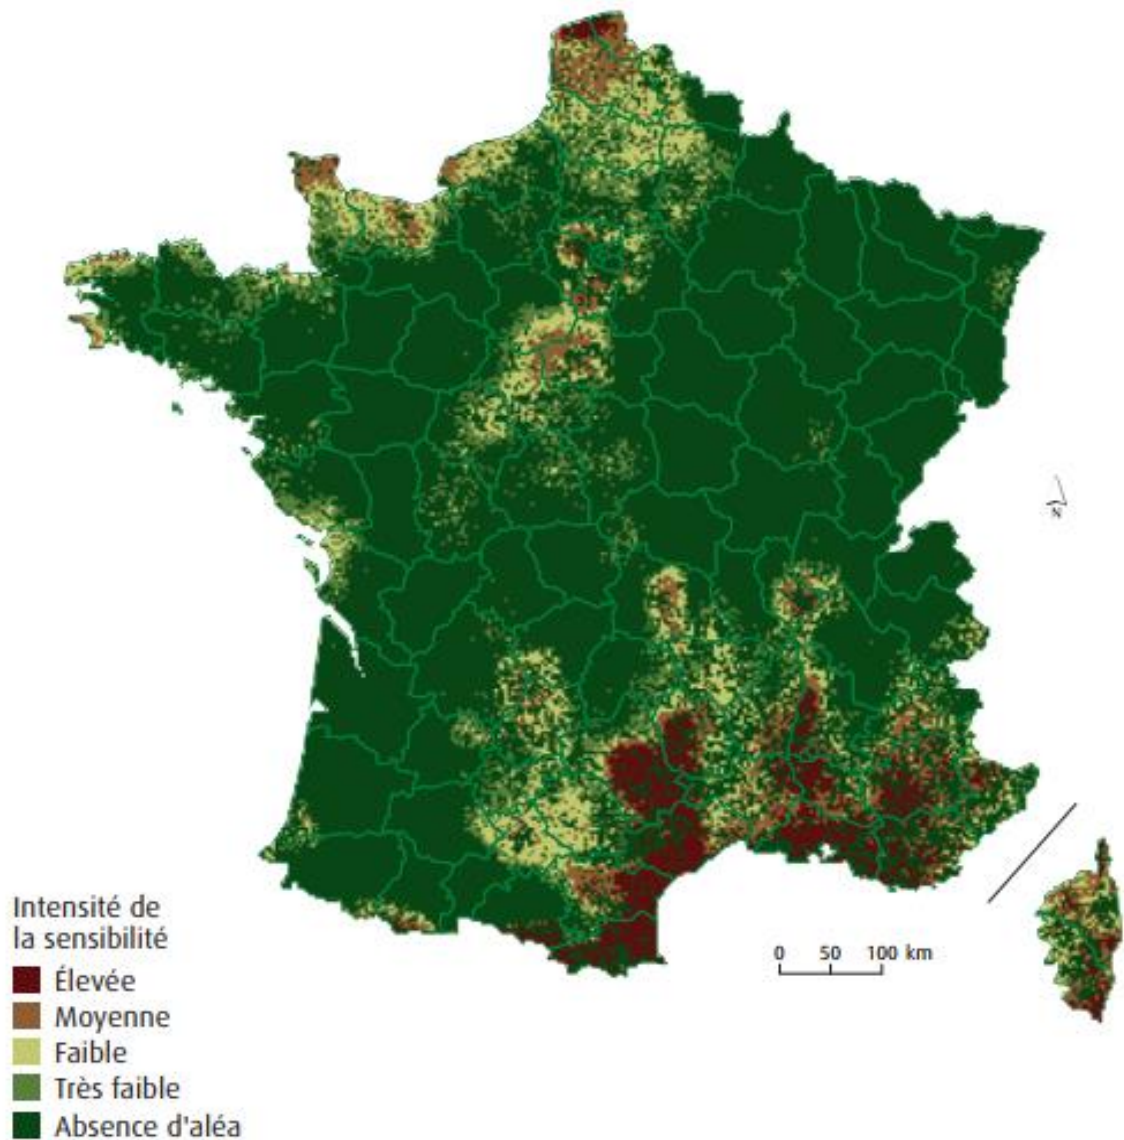 N
0 50 100 km
Intensité de
la sensibilité
Élevée
Moyenne
Faible
Très faible
Absence d'aléa